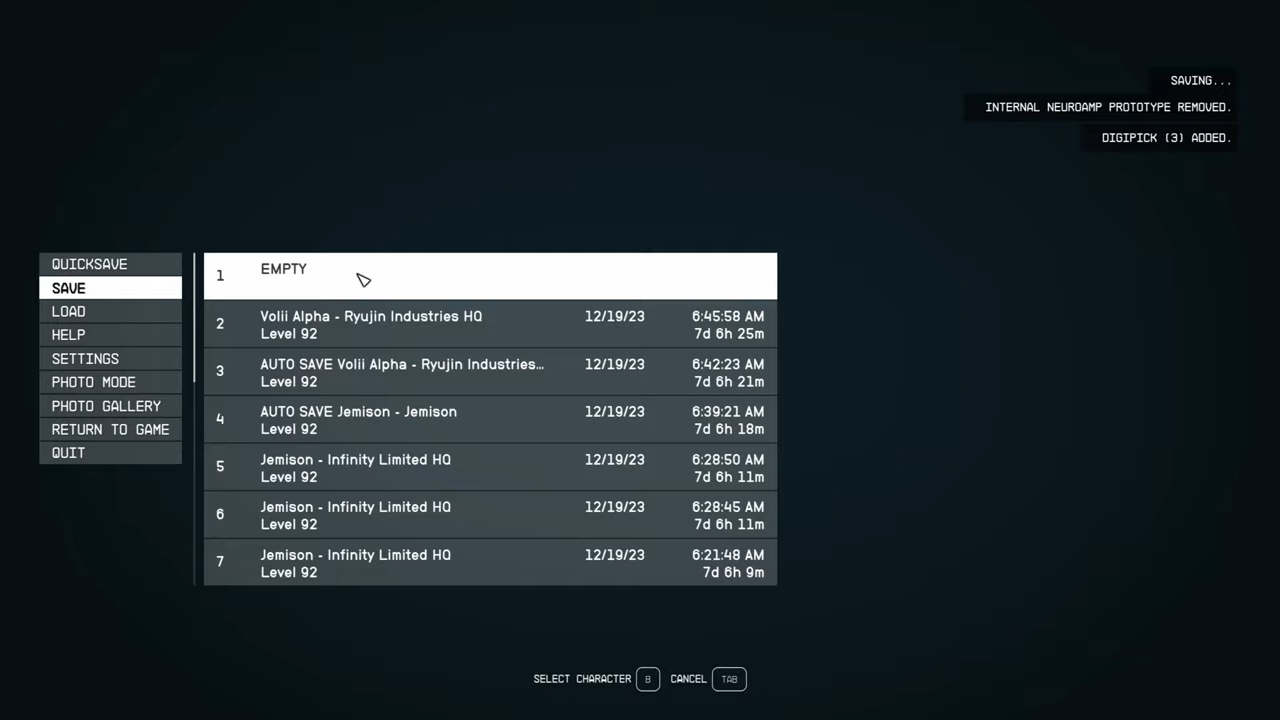 SAVING...
INTERNAL NEUROAMP PROTOTYPE REMOVED.
DIGIPICK (3) ADDED.
QUICKSAVE
SAVE
LOAD
HELP
SETTINGS
PHOTO MODE
PHOTO GALLERY
RETURN TO GAME
QUIT
1 EMPTY
2 Volii Alpha - Ryujin Industries HQ 12/19/23 6:45:58 AM
Level 92 7d 6h 25m
3 AUTO SAVE Volii Alpha - Ryujin Industries... 12/19/23 6:42:23 AM
Level 92 7d 6h 21m
4 AUTO SAVE Jemison - Jemison 12/19/23 6:39:21 AM
Level 92 7d 6h 18m
5 Jemison - Infinity Limited HQ 12/19/23 6:28:50 AM
Level 92 7d 6h 11m
6 Jemison - Infinity Limited HQ 12/19/23 6:28:45 AM
Level 92 7d 6h 11m
7 Jemison - Infinity Limited HQ 12/19/23 6:21:48 AM
Level 92 7d 6h 9m
SELECT CHARACTER B CANCEL TAB